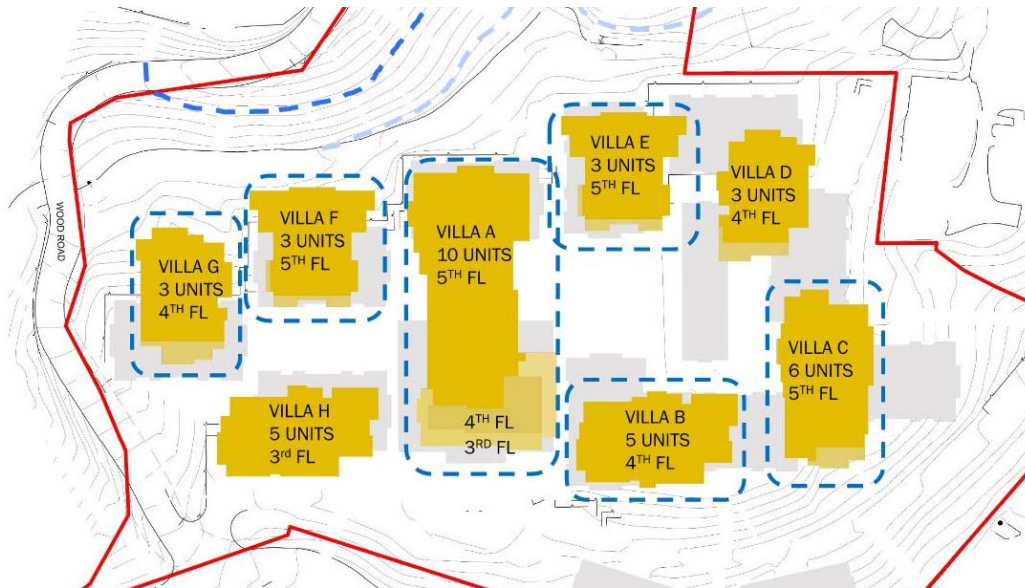 VILLA E
3 UNITS
5TH FL
VILLA D
3 UNITS
4TH FL
VILLA F
3 UNITS
5TH FL
VILLA A
10 UNITS
5TH FL
WOOD ROAD
VILLA G
3 UNITS
4TH FL
VILLA C
6 UNITS
5TH FL
VILLA H
5 UNITS
3rd FL
4TH FL
3RD FL
VILLA B
5 UNITS
4TH FL